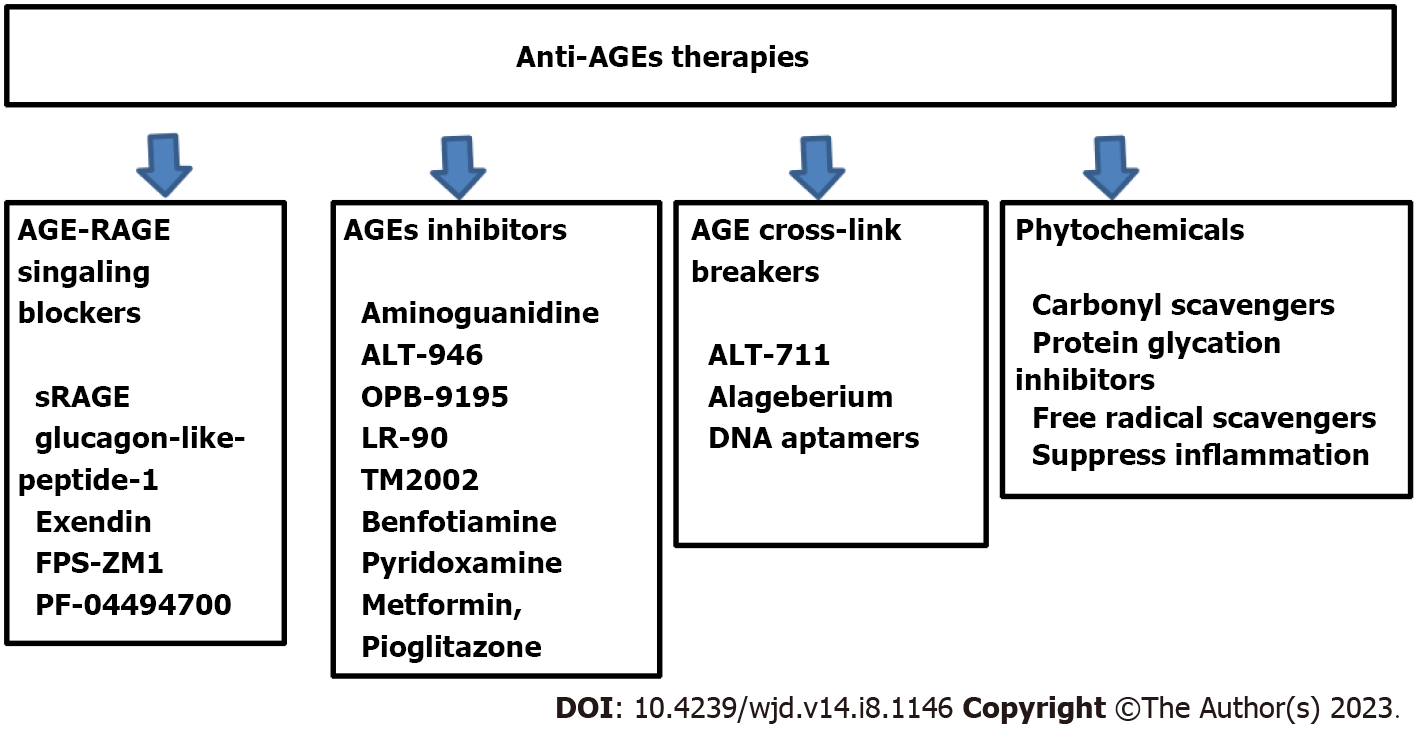 Anti-AGEs therapies
AGE-RAGE
singaling
blockers
sRAGE
glucagon-like-
peptide-1
Exendin
FPS-ZM1
PF-04494700
AGEs inhibitors
Aminoguanidine
ALT-946
OPB-9195
LR-90
TM2002
Benfotiamine
Pyridoxamine
Metformin,
Pioglitazone
AGE cross-link
breakers
ALT-711
Alageberium
DNA aptamers
Phytochemicals
Carbonyl scavengers
Protein glycation
inhibitors
Free radical scavengers
Suppress inflammation
DOI: 10.4239/wjd.v14.i8.1146 Copyright ©The Author(s) 2023.